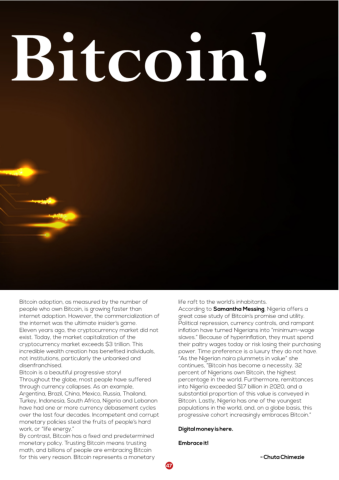 Bitcoin!
Bitcoin adoption, as measured by the number of
people who own Bitcoin, is growing faster than
internet adoption. However, the commercialization of
the internet was the ultimate insider's game.
Eleven years ago, the cryptocurrency market did not
exist. Today, the market capitalization of the
cryptocurrency market exceeds $3 trillion. This
incredible wealth creation has benefited individuals,
not institutions, particularly the unbanked and
disenfranchised.
Bitcoin is a beautiful progressive story!
Throughout the globe, most people have suffered
through currency collapses. As an example,
Argentina, Brazil, China, Mexico, Russia, Thailand,
Turkey, Indonesia, South Africa, Nigeria and Lebanon
have had one or more currency debasement cycles
over the last four decades. Incompetent and corrupt
monetary policies steal the fruits of people's hard
work, or "life energy."
By contrast, Bitcoin has a fixed and predetermined
monetary policy. Trusting Bitcoin means trusting
math, and billions of people are embracing Bitcoin
for this very reason. Bitcoin represents a monetary
life raft to the world's inhabitants.
According to Samantha Messing, Nigeria offers a
great case study of Bitcoin's promise and utility.
Political repression, currency controls, and rampant
inflation have turned Nigerians into "minimum-wage
slaves." Because of hyperinflation, they must spend
their paltry wages today or risk losing their purchasing
power. Time preference is a luxury they do not have
"As the Nigerian naira plummets in value" she
continues, "Bitcoin has become a necessity. 32
percent of Nigerians own Bitcoin, the highest
percentage in the world. Furthermore, remittances
into Nigeria exceeded $17 billion in 2020, and a
substantial proportion of this value is conveyed in
Bitcoin. Lastly, Nigeria has one of the youngest
populations in the world, and, on a globe basis, this
progressive cohort increasingly embraces Bitcoin."
Digital money is here.
Embrace it!
- Chuta Chimezie
47